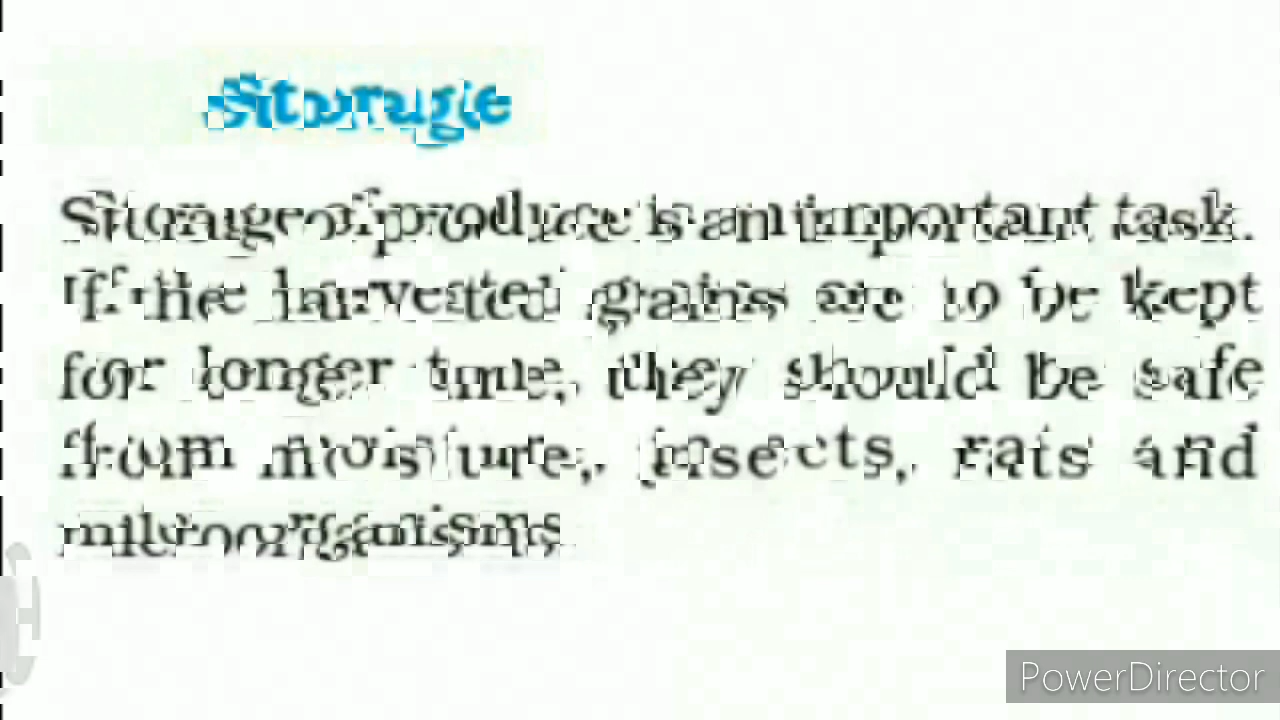 Storage
Storage of produce is an important task.
If the harvested grains are to be kept
for longer time, they should be safe
from moisture, insects, rats and
microorganisms.
PowerDirector